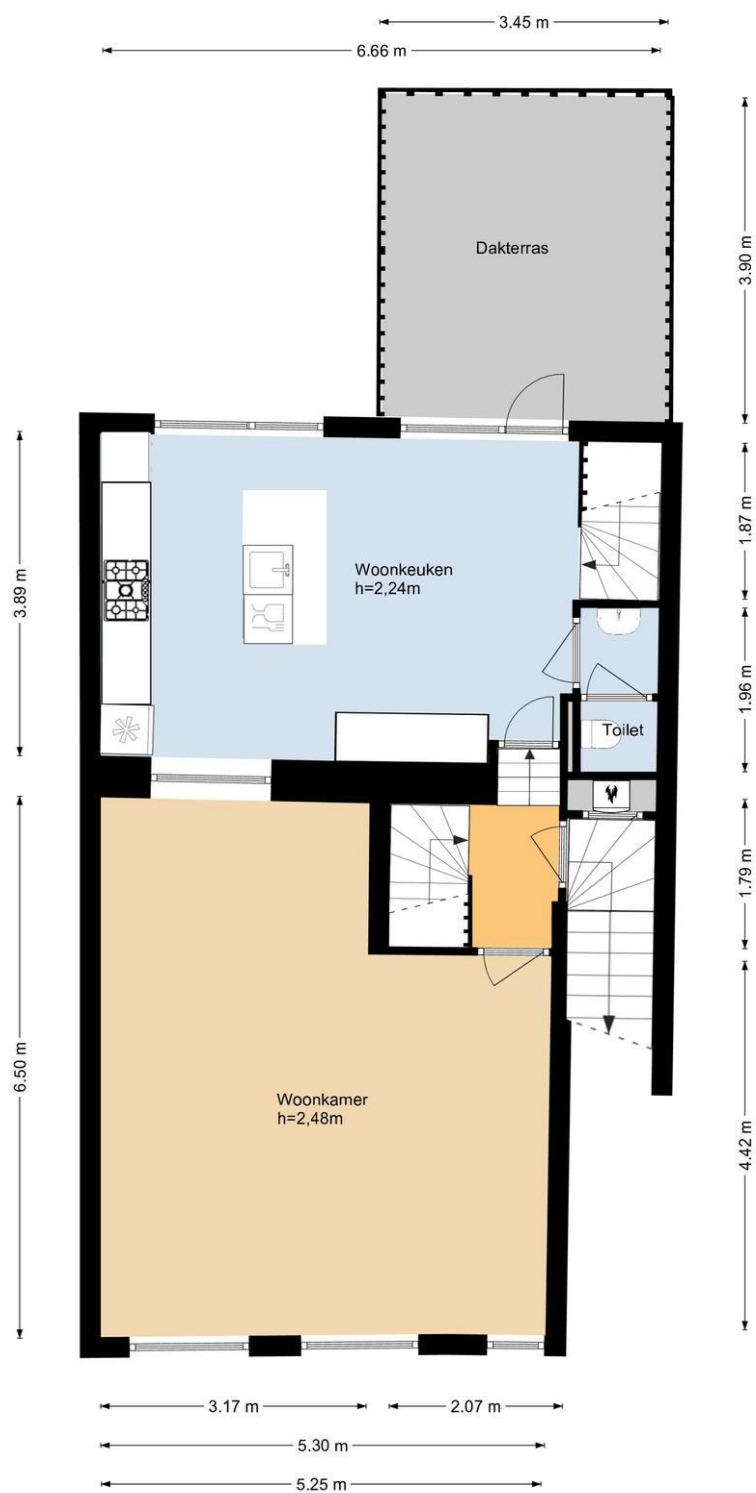 3.45 m
6.66 m
Dakterras
3.90 m
Woonkeuken
h=2,24m
3.89 m
1.87 m
1.96 m
Toilet
1.79 m
6.50 m
Woonkamer
h=2,48m
4.42 m
3.17 m
2.07 m
5.30 m
5.25 m